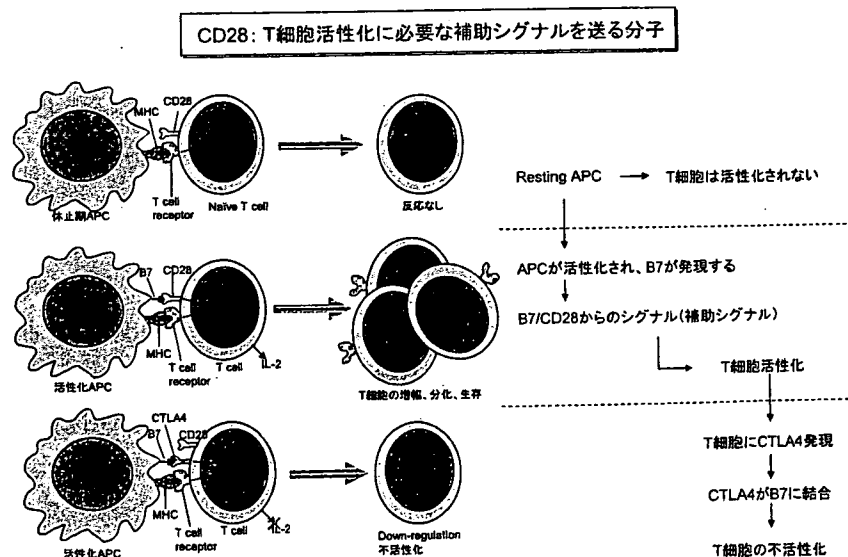 CD28: T細胞活性化に必要な補助シグナルを送る分子
CD28
MHC
T cell
receptor
Naïve T cell
休止期APC
反応なし
Resting APC
T細胞は活性化されない
B7
CD28
MHC
T cell
receptor
T cell
IL-2
活性化APC
T細胞の増幅、分化、生存
APCが活性化され、B7が発現する
B7/CD28からのシグナル(補助シグナル)
T細胞活性化
CTLA4
B7
CD28
MHC
T cell
receptor
T cell
IL-2
活性化APC
Down-regulation
不活性化
T細胞にCTLA4発現
CTLA4がB7に結合
T細胞の不活性化